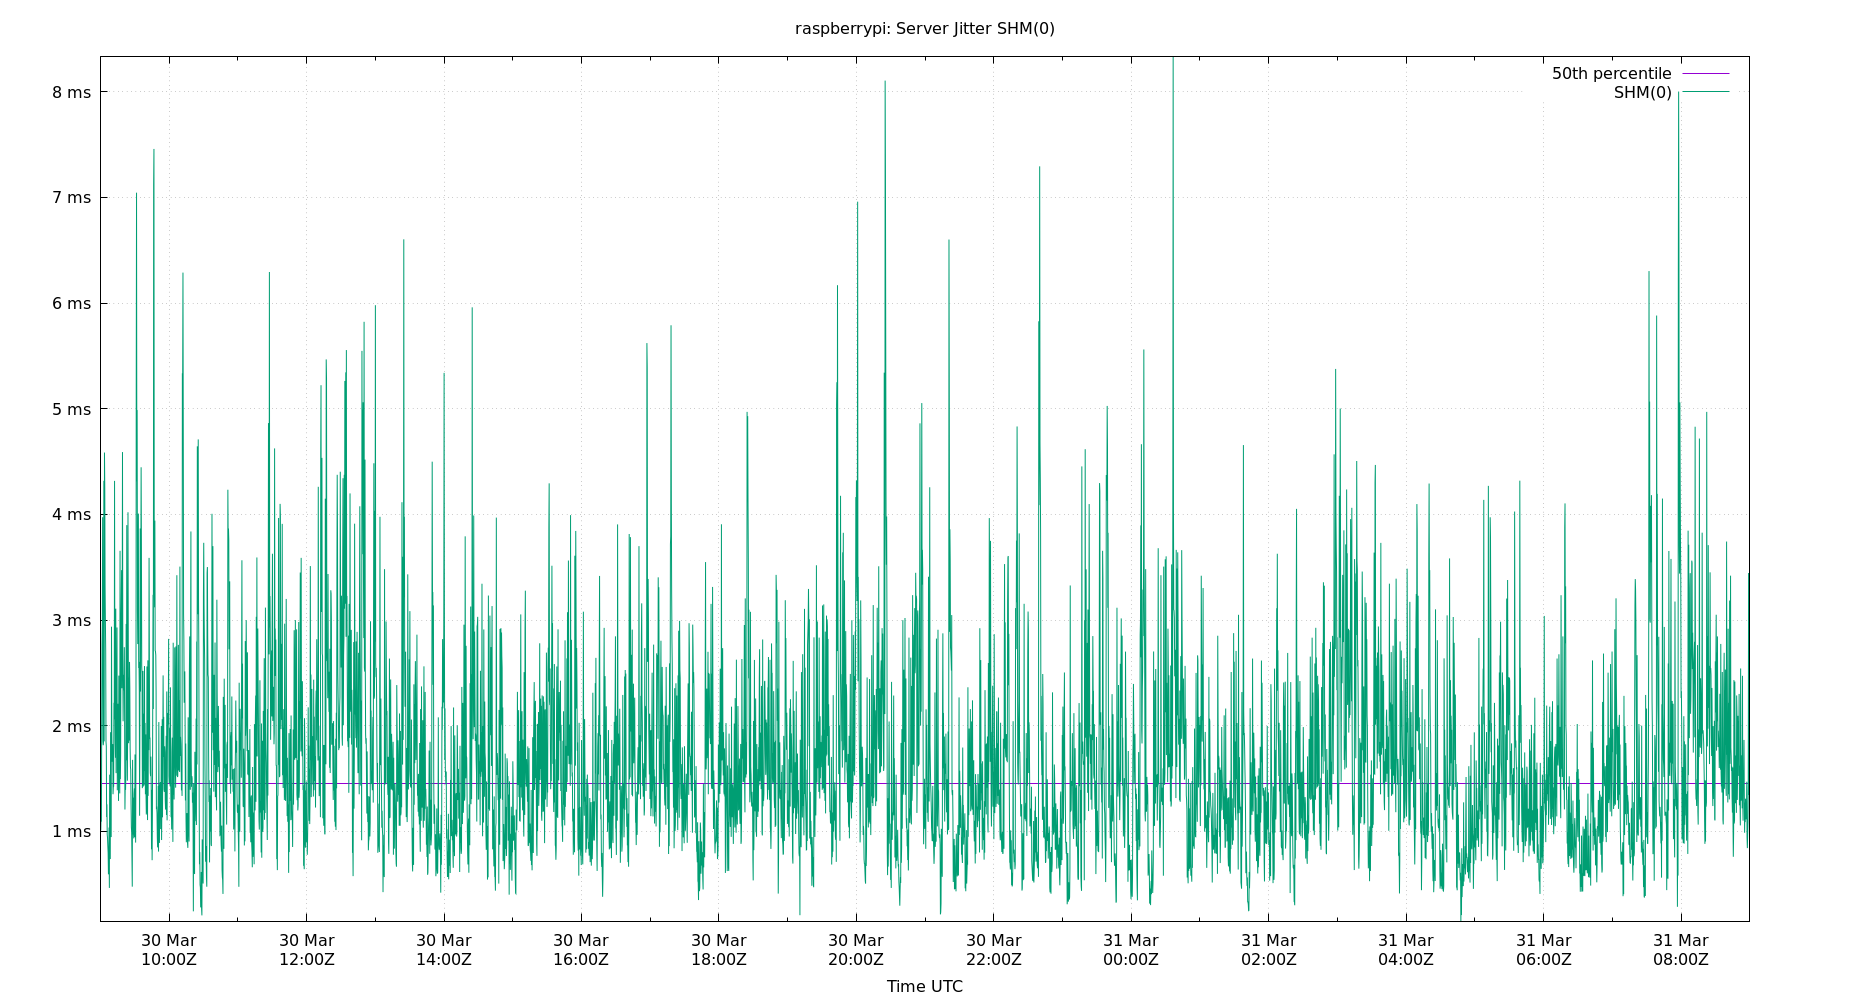 raspberrypi: Server Jitter SHM(0)
50th percentile
SHM(0)
8 ms
7 ms
6 ms
5 ms
4 ms
3 ms
2 ms
1 ms
30 Mar 30 Mar 30 Mar 30 Mar 30 Mar 30 Mar 30 Mar 31 Mar 31 Mar 31 Mar 31 Mar 31 Mar
10:00Z 12:00Z 14:00Z 16:00Z 18:00Z 20:00Z 22:00Z 00:00Z 02:00Z 04:00Z 06:00Z 08:00Z
Time UTC